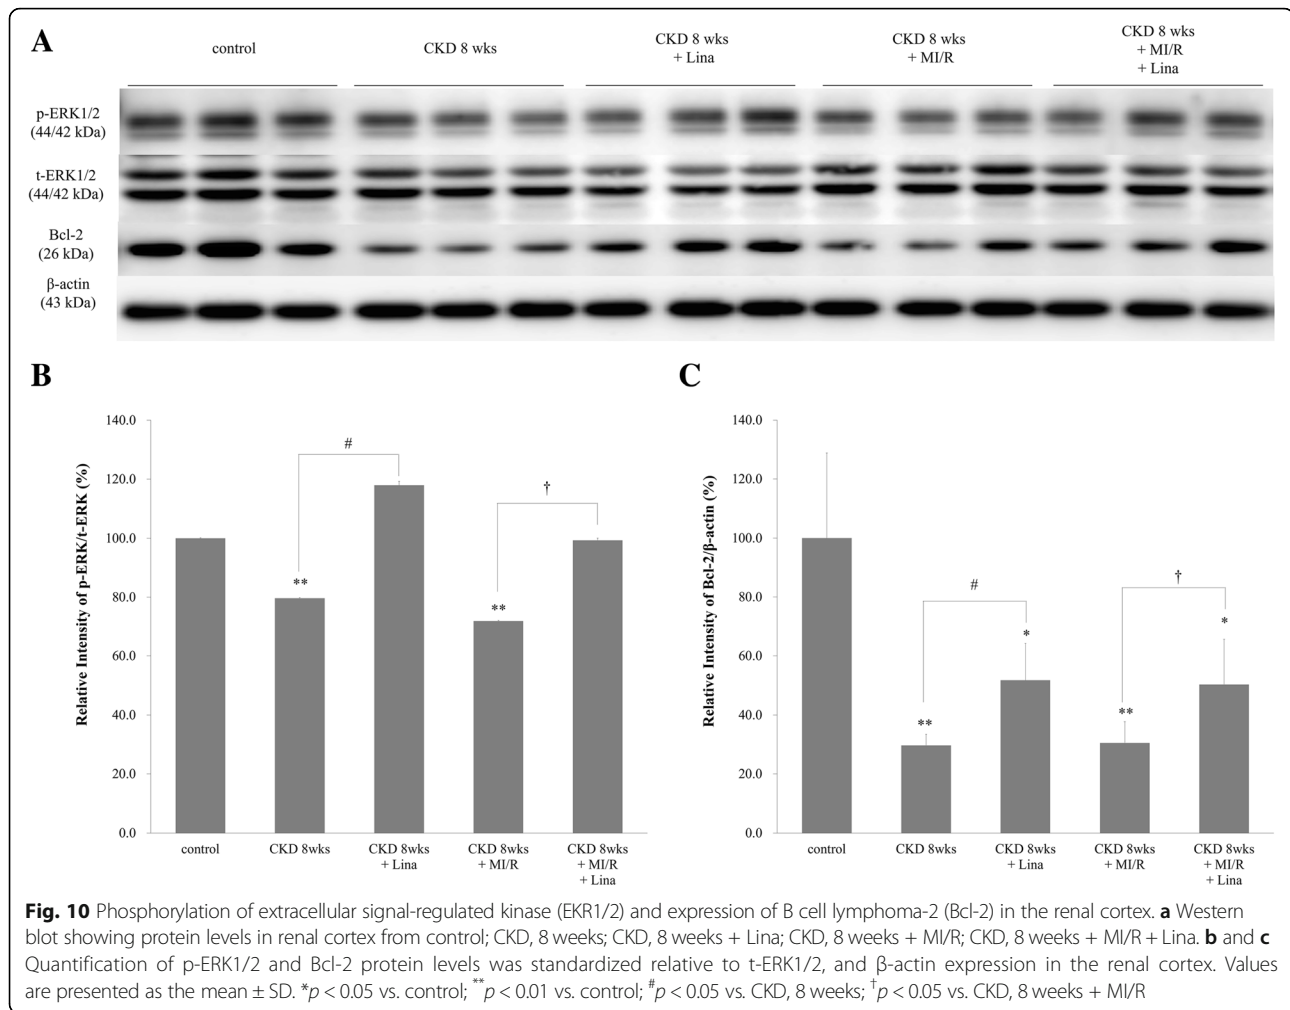 A
control
CKD 8 wks
CKD 8 wks
+ Lina
CKD 8 wks
+ MI/R
CKD 8 wks
+ MI/R
+ Lina
p-ERK1/2
(44/42 kDa)
t-ERK1/2
(44/42 kDa)
Bcl-2
(26 kDa)
β-actin
(43 kDa)
B
Relative Intensity of p-ERK/t-ERK (%)
140.0
120.0
100.0
80.0
60.0
40.0
20.0
0.0
**
#
**
†
control
CKD 8wks
CKD 8wks
+ Lina
CKD 8wks
+ MI/R
CKD 8wks
+ MI/R
+ Lina
C
Relative Intensity of Bcl-2/β-actin (%)
140.0
120.0
100.0
80.0
60.0
40.0
20.0
0.0
**
#
*
**
†
*
control
CKD 8wks
CKD 8wks
+ Lina
CKD 8wks
+ MI/R
CKD 8wks
+ MI/R
+ Lina
Fig. 10 Phosphorylation of extracellular signal-regulated kinase (EKR1/2) and expression of B cell lymphoma-2 (Bcl-2) in the renal cortex. a Western
blot showing protein levels in renal cortex from control; CKD, 8 weeks; CKD, 8 weeks + Lina; CKD, 8 weeks + MI/R; CKD, 8 weeks + MI/R + Lina. b and c
Quantification of p-ERK1/2 and Bcl-2 protein levels was standardized relative to t-ERK1/2, and β-actin expression in the renal cortex. Values
are presented as the mean ± SD. *p < 0.05 vs. control; **p < 0.01 vs. control; #p < 0.05 vs. CKD, 8 weeks; †p < 0.05 vs. CKD, 8 weeks + MI/R